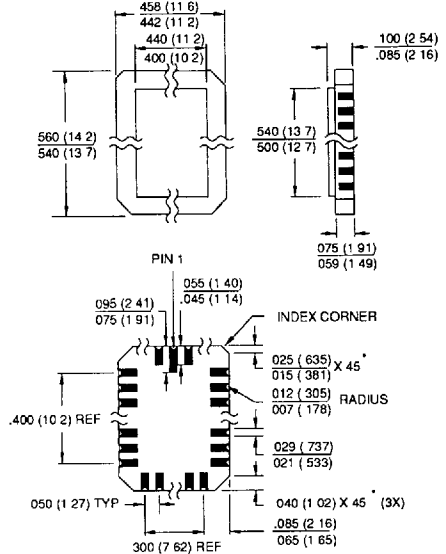 458 (11 6)
442 (11 2)
440 (11 2)
400 (10 2)
100 (2 54)
.085 (2 16)
560 (14 2)
540 (13 7)
540 (13 7)
500 (12 7)
075 (1 91)
059 (1 49)
PIN 1
055 (1 40)
.045 (1 14)
095 (2 41)
075 (1 91)
INDEX CORNER
025 ( 635)
015 ( 381)
X 45°
012 ( 305)
007 ( 178)
RADIUS
.400 (10 2) REF
029 ( 737)
021 ( 533)
050 (1 27) TYP
040 (1 02) X 45° (3X)
.085 (2 16)
065 (1 65)
300 (7 62) REF